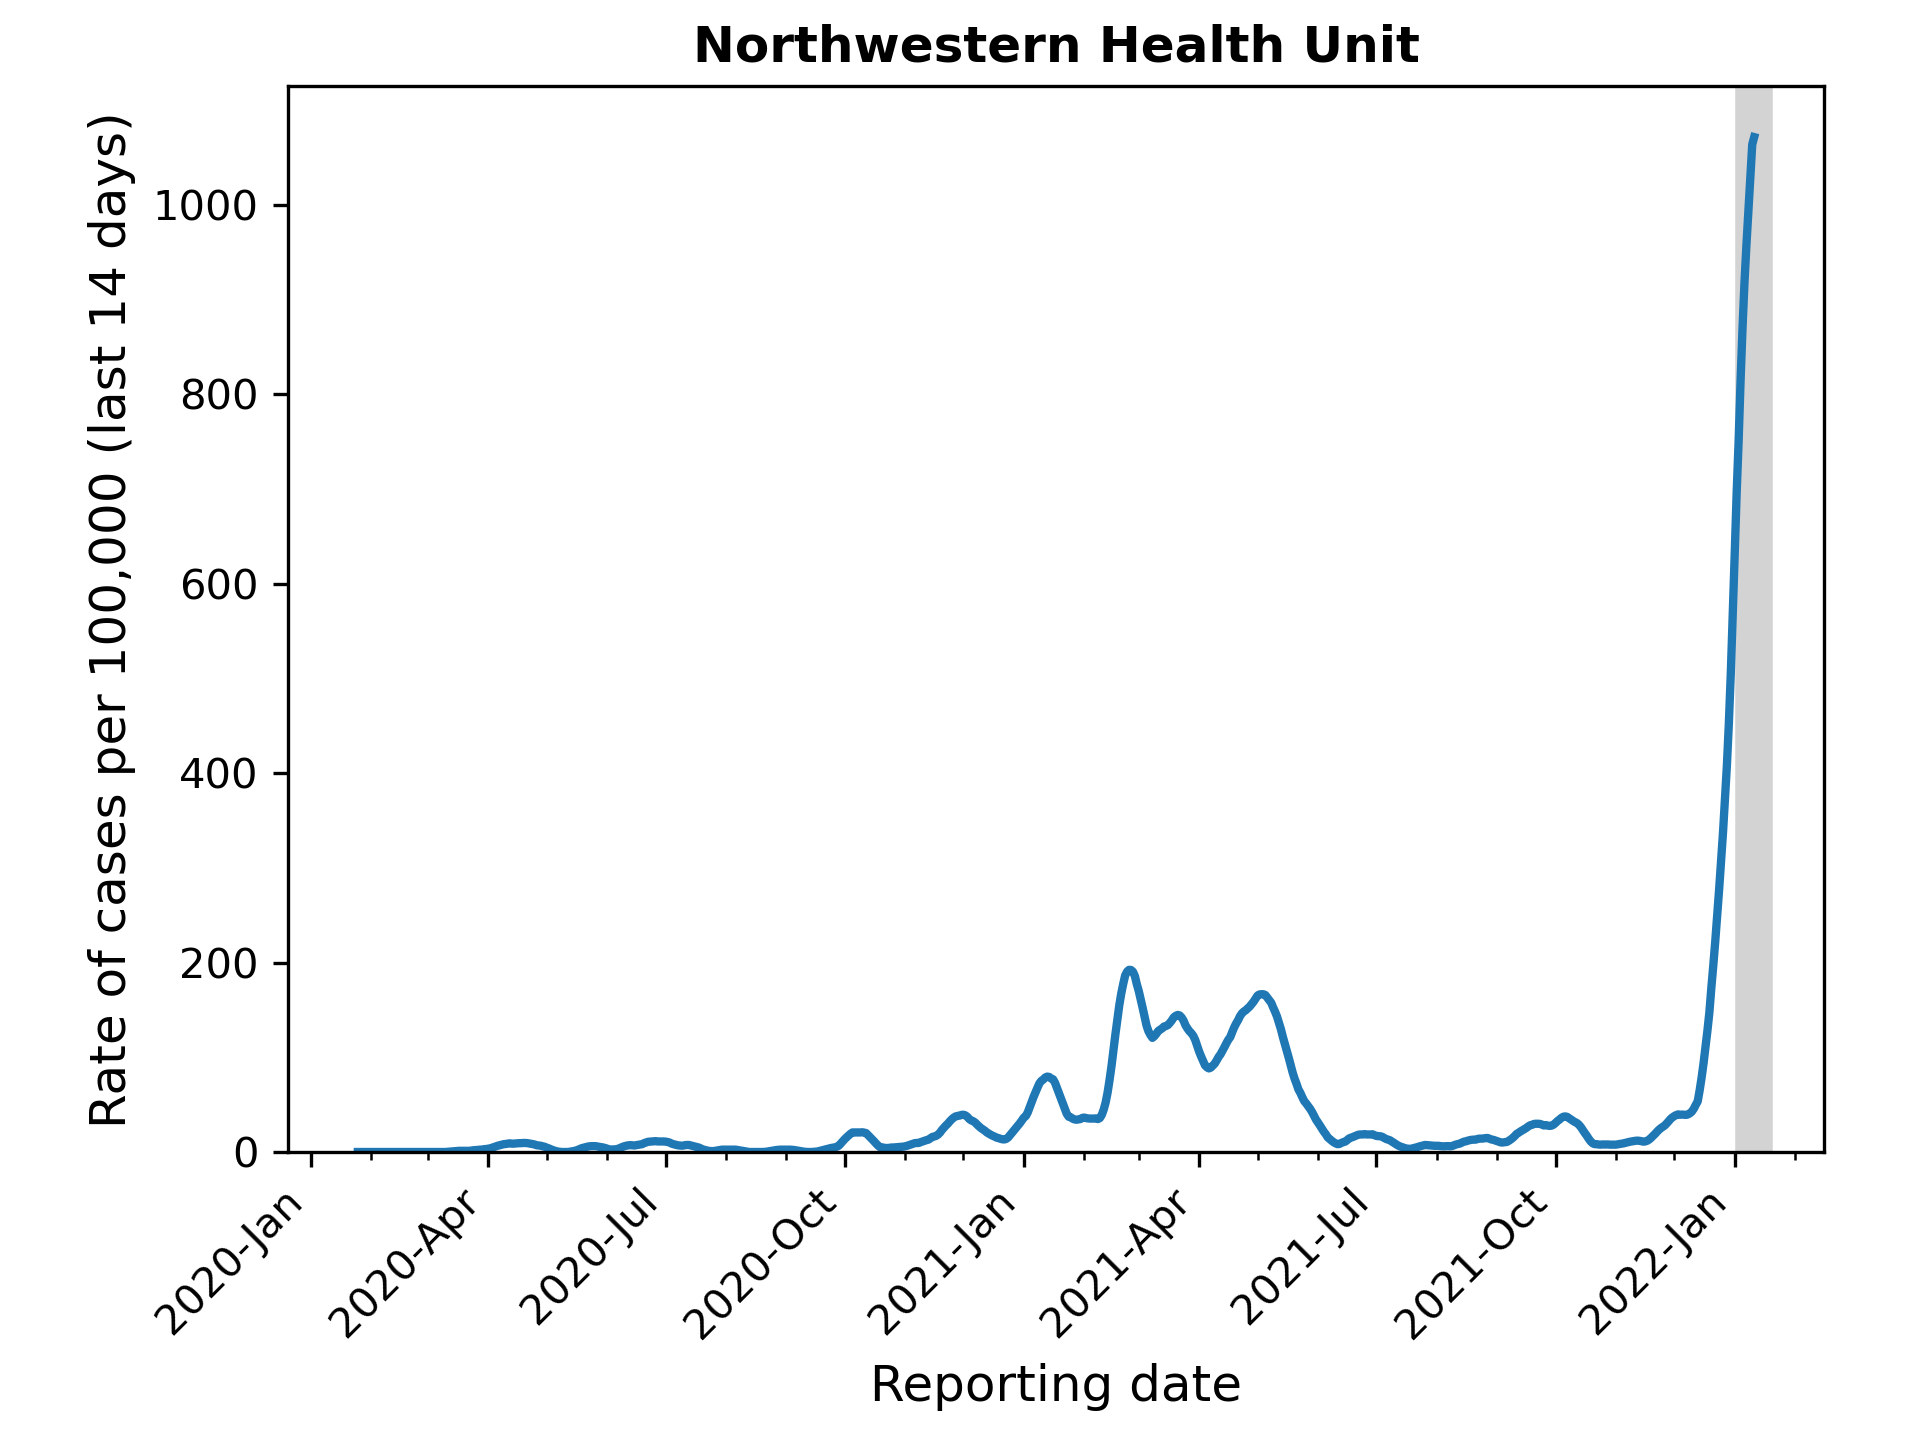 Northwestern Health Unit
Rate of cases per 100,000 (last 14 days)
1000
800
600
400
200
0
2020-Jan
2020-Apr
2020-Jul
2020-Oct
2021-Jan
2021-Apr
2021-Jul
2021-Oct
2022-Jan
Reporting date